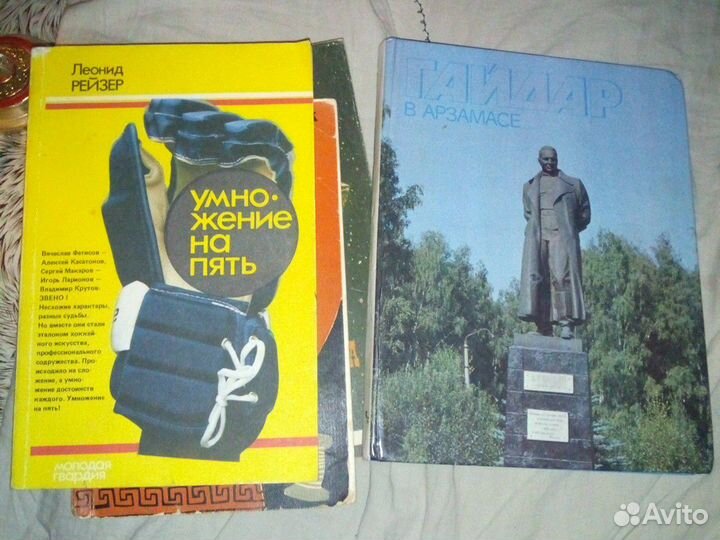 Леонид
РЕЙЗЕР
умно-
жение
на
пять
Вячеслав Фетисов –
Алексей Касатонов,
Сергей Макаров –
Игорь Ларионов –
Владимир Крутов:
ЗВЕНО!
Несхожие характеры,
разные судьбы.
Но вместе они стали
эталоном хоккей-
ного искусства,
профессионального
содружества. Про-
исходило на сло-
жение, а умно-
жение достоинств
каждого. Умножение
на пять!
молодая
гвардия
ГАЙДАР
В АРЗАМАСЕ
Avito